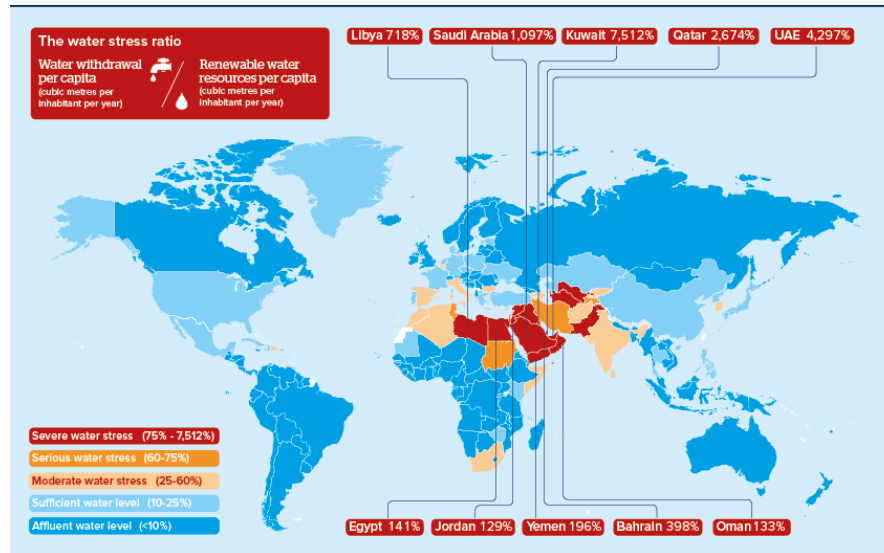 The water stress ratio
Water withdrawal
per capita
(cubic metres per
inhabitant per year)
Renewable water
resources per capita
(cubic metres per
inhabitant per year)
Libya 718%
Saudi Arabia 1,097%
Kuwait 7,512%
Qatar 2,674%
UAE 4,297%
Severe water stress (75% - 7,512%)
Serious water stress (60-75%)
Moderate water stress (25-60%)
Sufficient water level (10-25%)
Affluent water level (<10%)
Egypt 141%
Jordan 129%
Yemen 196%
Bahrain 398%
Oman 133%